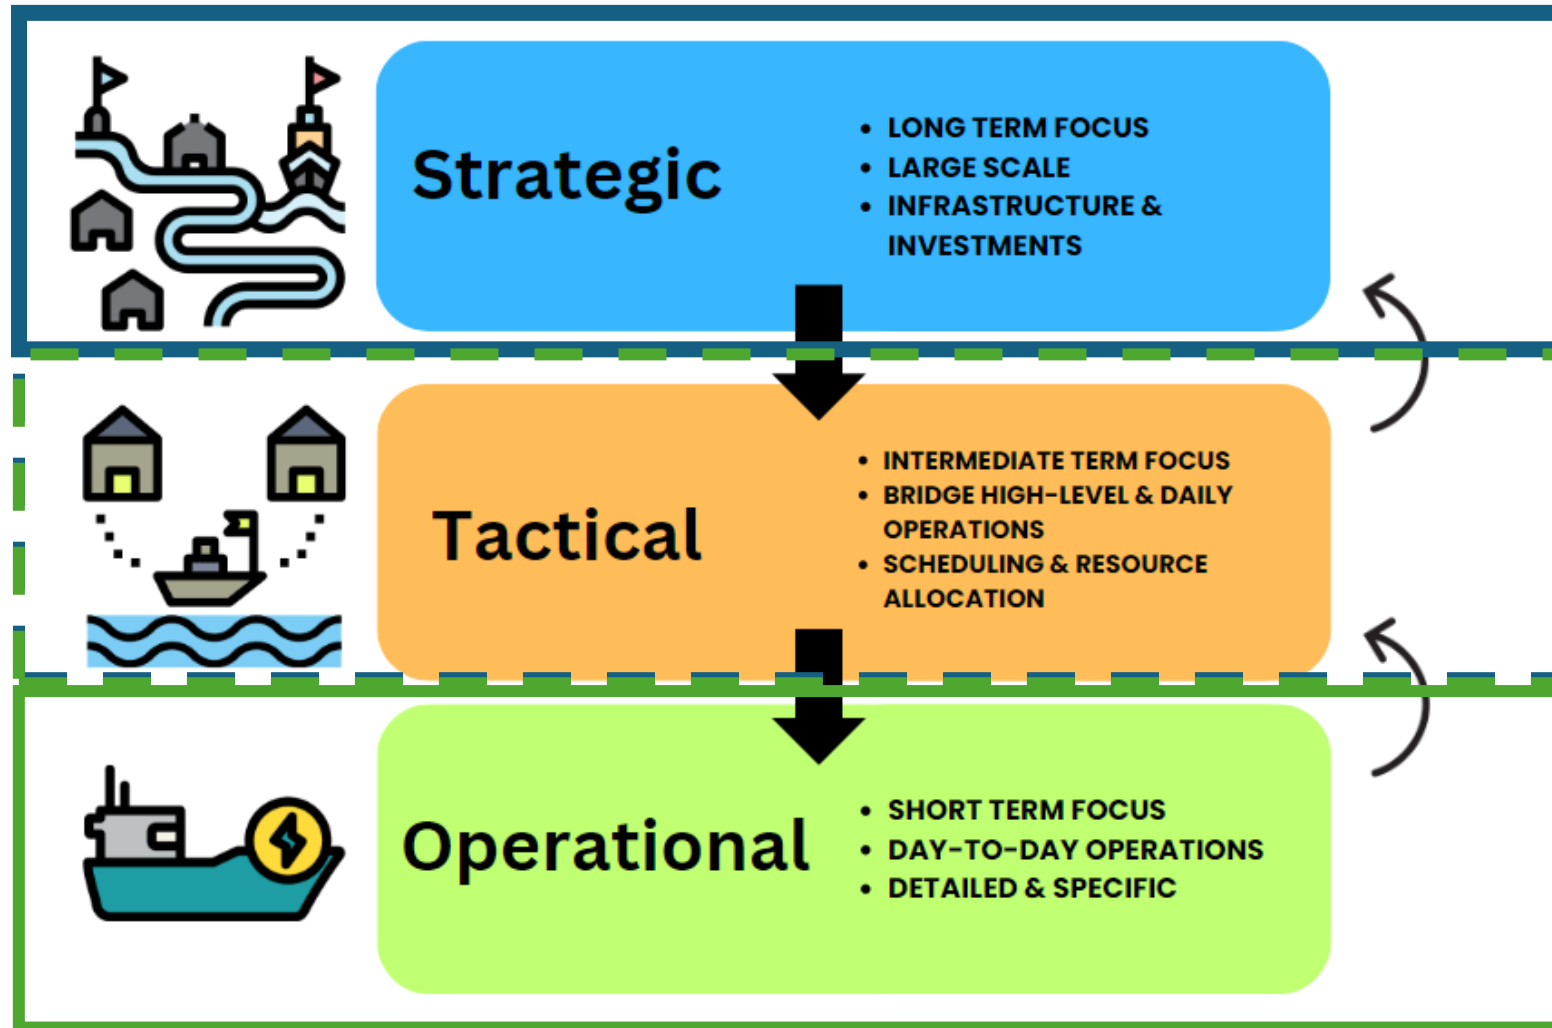 Strategic
• LONG TERM FOCUS
• LARGE SCALE
• INFRASTRUCTURE &
INVESTMENTS
Tactical
• INTERMEDIATE TERM FOCUS
• BRIDGE HIGH-LEVEL & DAILY
OPERATIONS
• SCHEDULING & RESOURCE
ALLOCATION
Operational
• SHORT TERM FOCUS
• DAY-TO-DAY OPERATIONS
• DETAILED & SPECIFIC